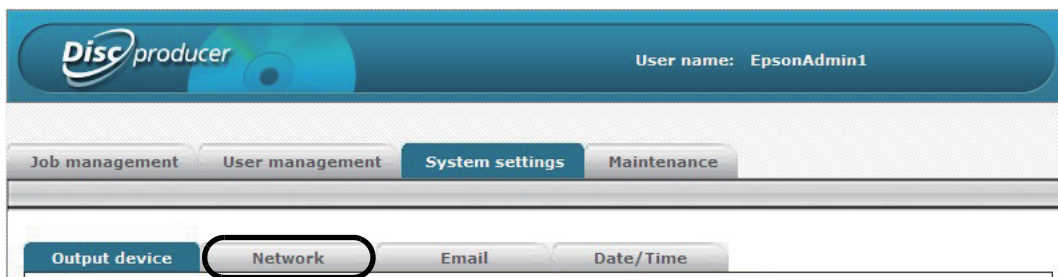 Disc producer
User name: EpsonAdmin1
Job management User management System settings Maintenance
Output device Network Email Date/Time